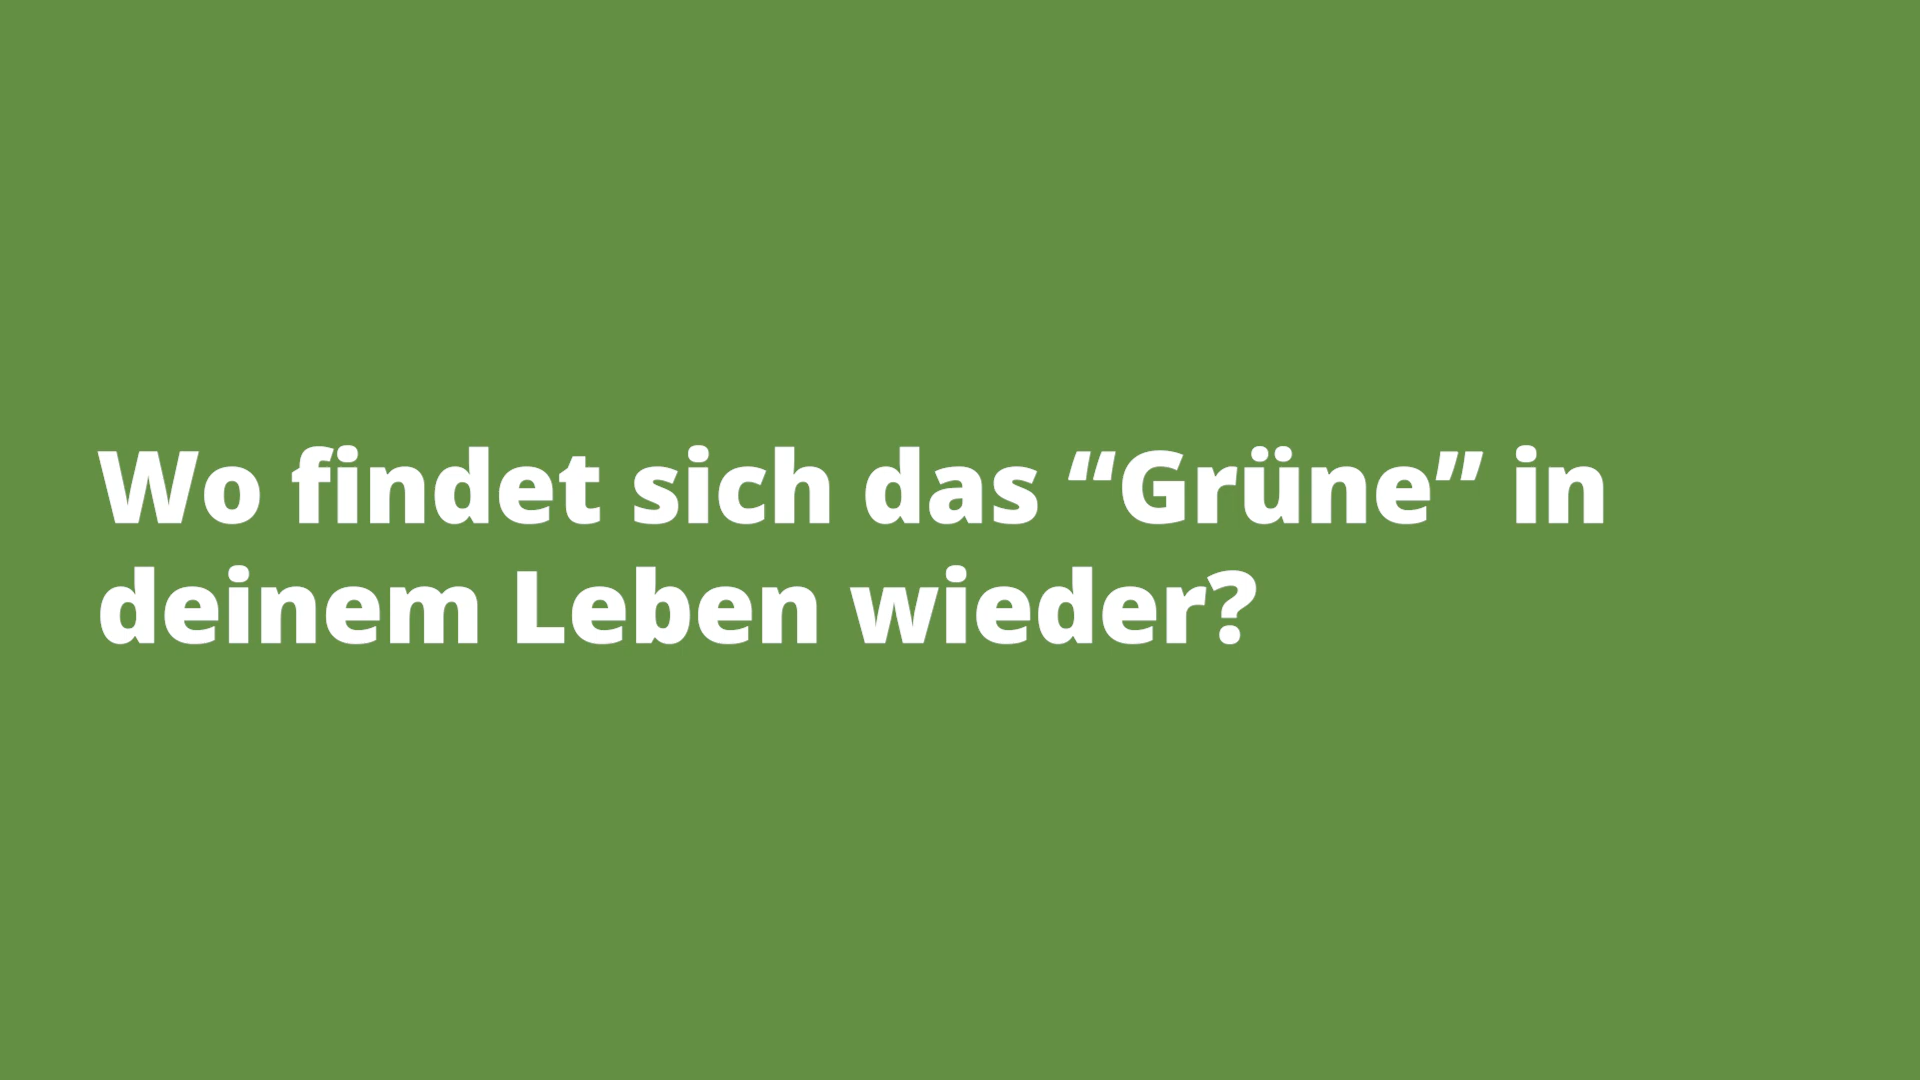 Wo findet sich das “Grüne” in
deinem Leben wieder?